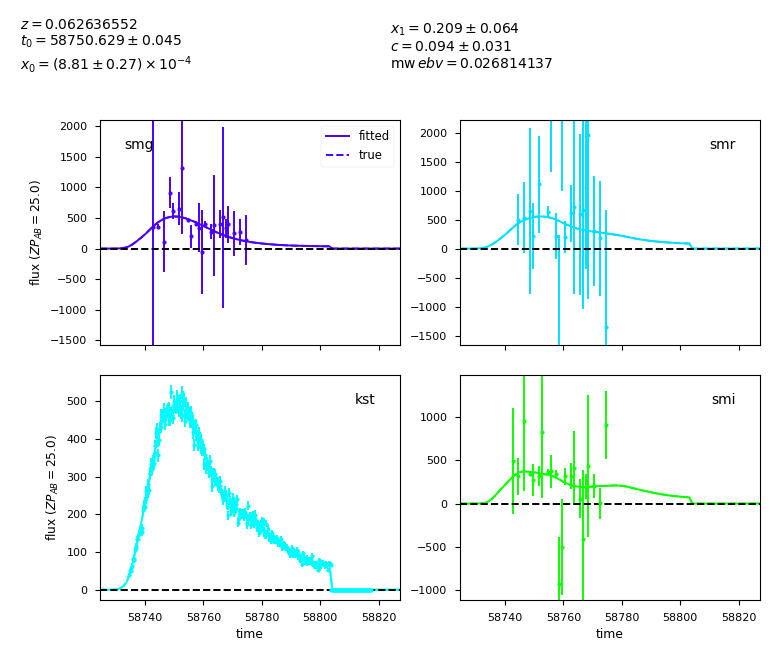 z = 0.062636552
t₀ = 58750.629 ± 0.045
x₀ = (8.81 ± 0.27) × 10⁻⁴
x₁ = 0.209 ± 0.064
c = 0.094 ± 0.031
mw ebv = 0.026814137
smg
fitted
true
2000
1500
1000
500
0
−500
−1000
−1500
flux (ZP_AB = 25.0)
smr
2000
1500
1000
500
0
−500
−1000
−1500
kst
500
400
300
200
100
0
flux (ZP_AB = 25.0)
58740 58760 58780 58800 58820
time
smi
1000
500
0
−500
−1000
58740 58760 58780 58800 58820
time